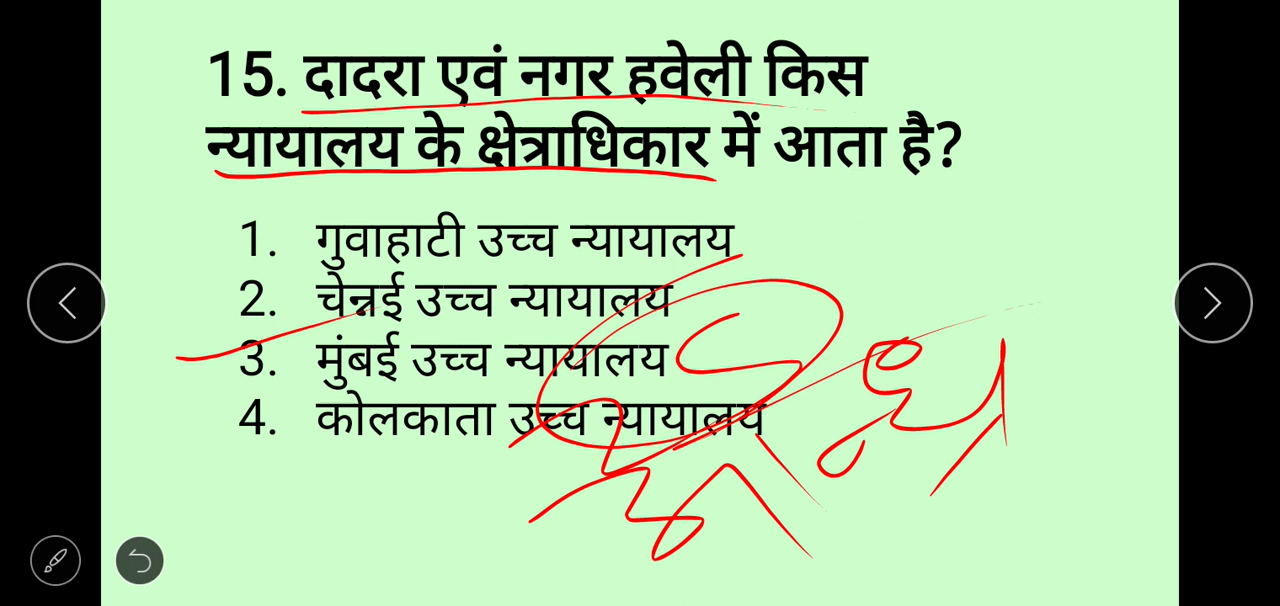 15. दादरा एवं नगर हवेली किस
न्यायालय के क्षेत्राधिकार में आता है?
1. गुवाहाटी उच्च न्यायालय
2. चेन्नई उच्च न्यायालय
3. मुंबई उच्च न्यायालय
4. कोलकाता उच्च न्यायालय